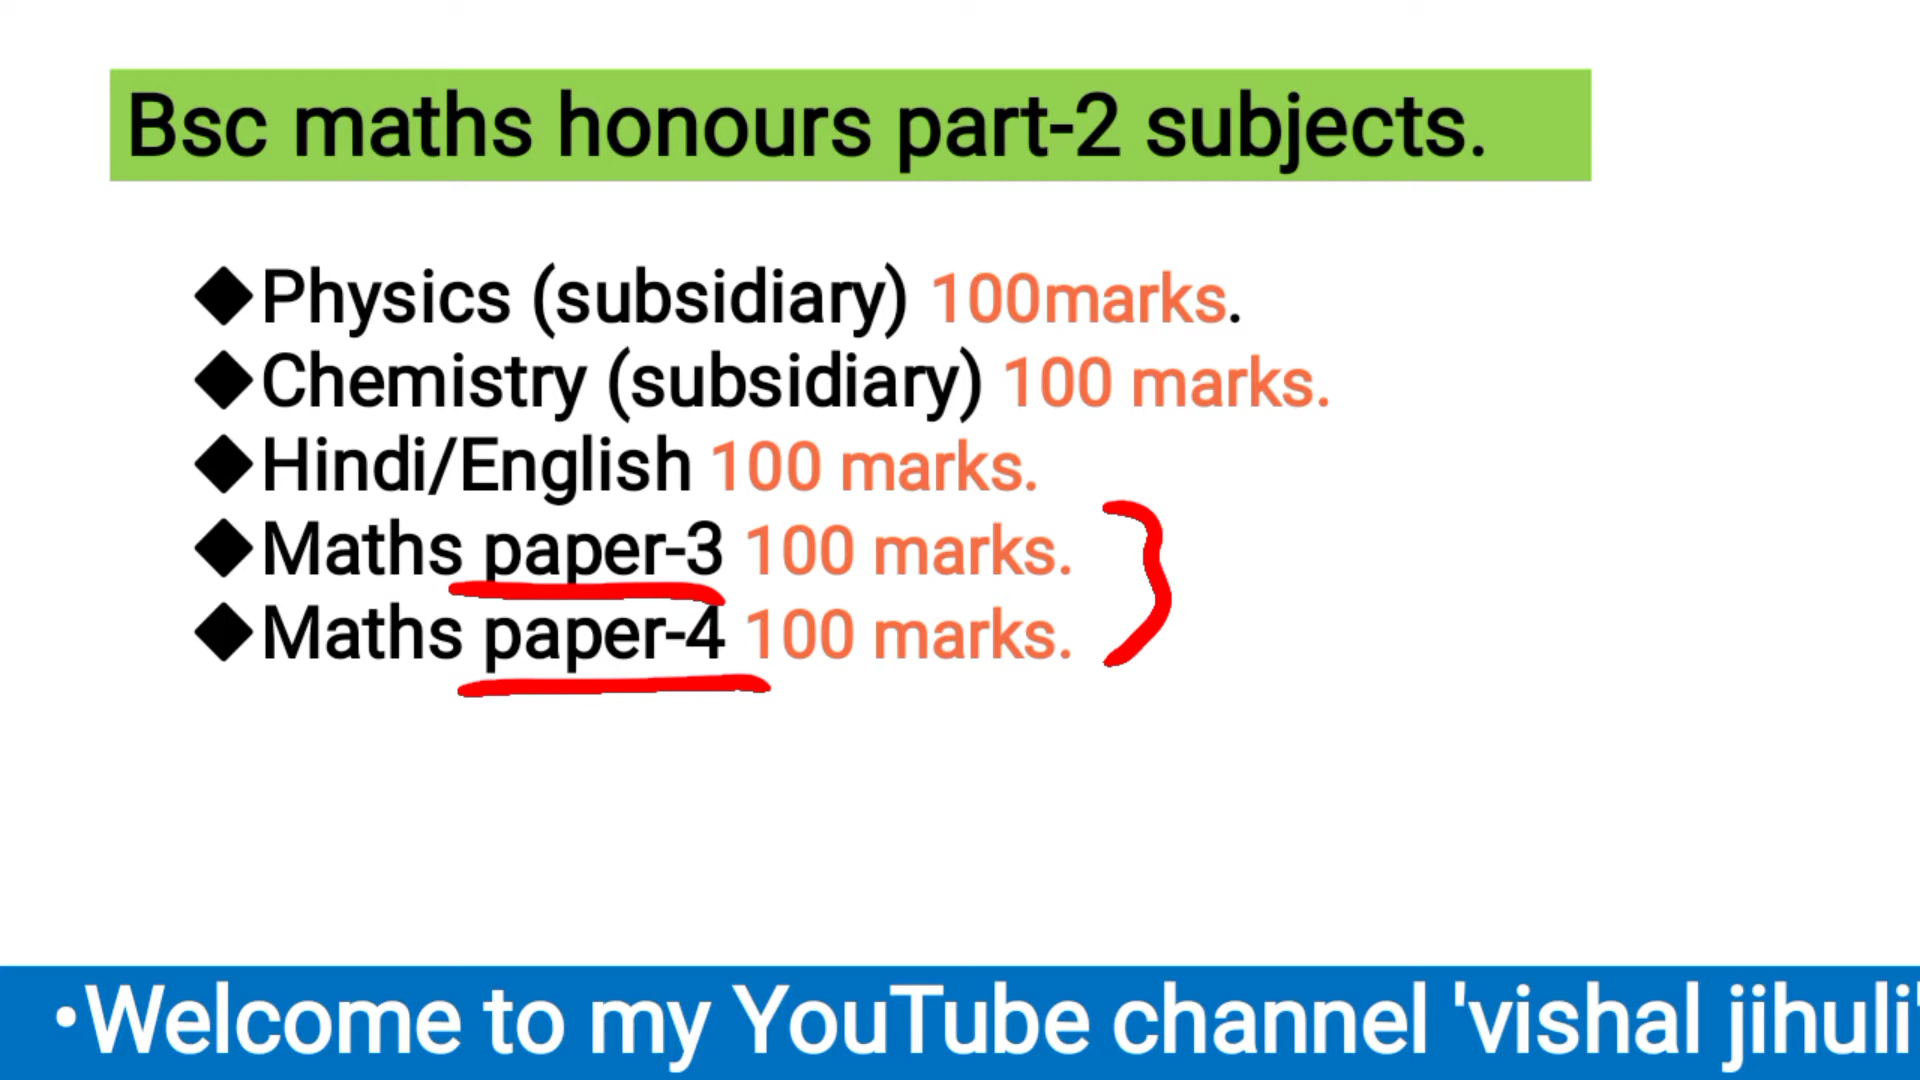 Bsc maths honours part-2 subjects.
◆Physics (subsidiary) 100marks.
◆Chemistry (subsidiary) 100 marks.
◆Hindi/English 100 marks.
◆Maths paper-3 100 marks.
◆Maths paper-4 100 marks.
•Welcome to my YouTube channel 'vishal jihuli'